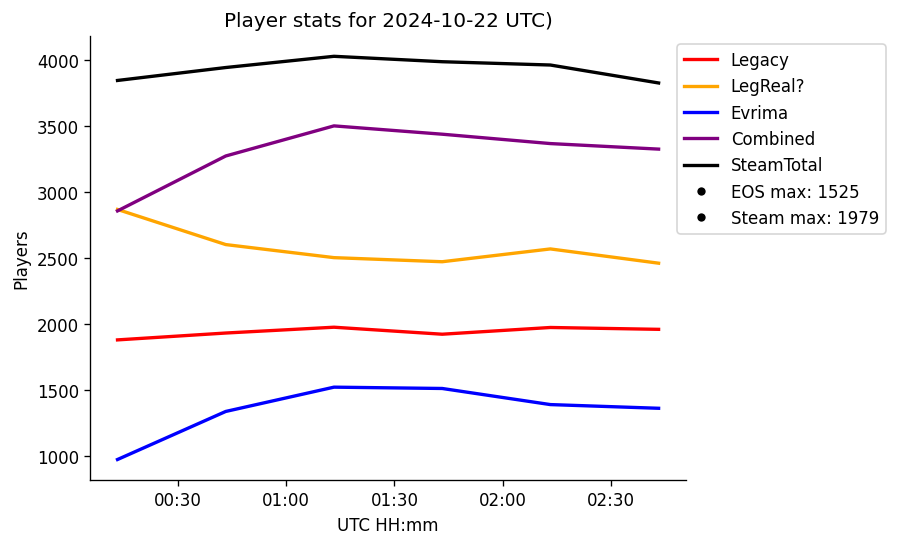 Player stats for 2024-10-22 UTC)
Players
4000
3500
3000
2500
2000
1500
1000
00:30
01:00
01:30
02:00
02:30
UTC HH:mm
Legacy
LegReal?
Evrima
Combined
SteamTotal
EOS max: 1525
Steam max: 1979